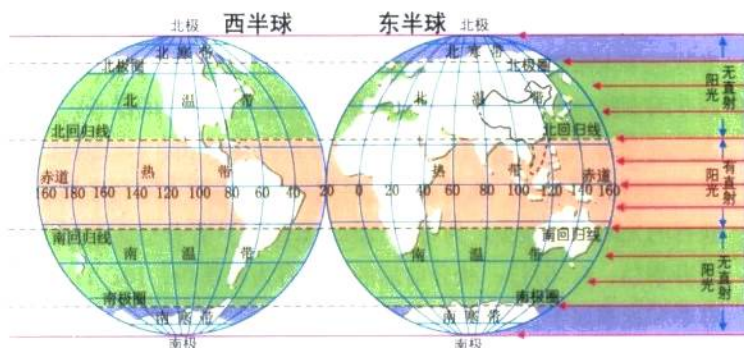 北极
西半球
东半球
北极
北寒带
北寒带
北极圈
北极圈
无直射
阳光
北温带
北温带
北回归线
北回归线
热带
热带
有直射
阳光
赤道
赤道
160 180 160 140 120 100 80 60 40 20 0 20 40 60 80 100 120 140 160
南回归线
南回归线
南温带
南温带
无直射
阳光
南极圈
南极圈
南寒带
南寒带
南极
南极